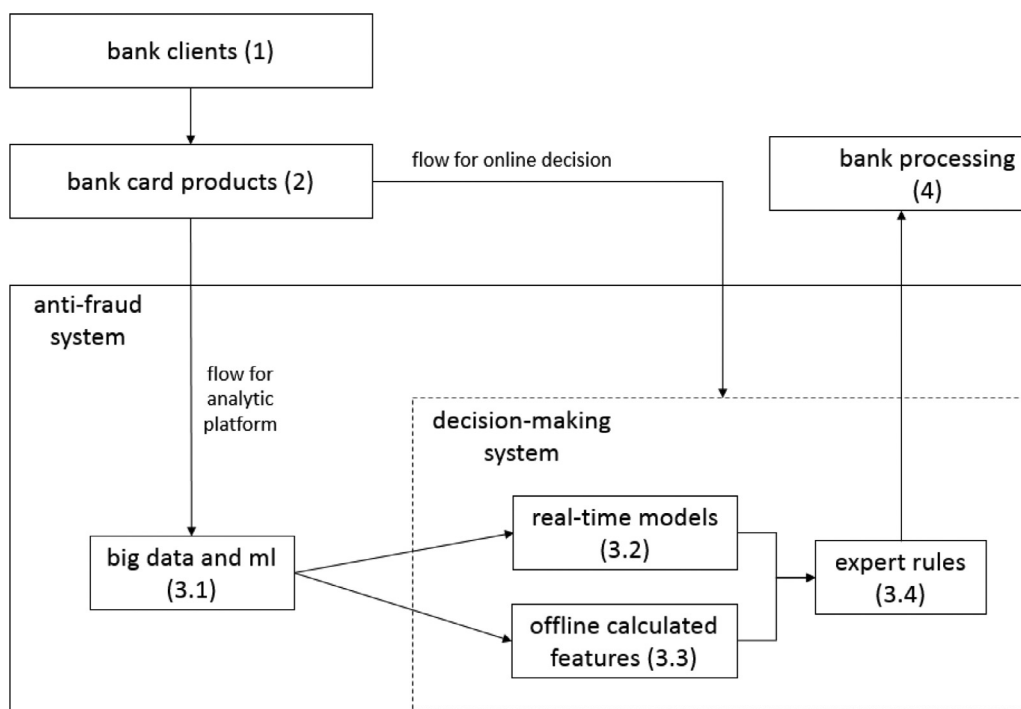 bank clients (1)
bank card products (2)
flow for online decision
bank processing
(4)
anti-fraud
system
flow for
analytic
platform
decision-making
system
big data and ml
(3.1)
real-time models
(3.2)
offline calculated
features (3.3)
expert rules
(3.4)